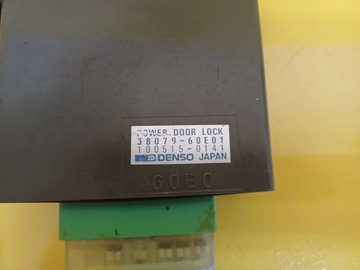 POWER DOOR LOCK
38079-60E01
100515-0141
DENSO JAPAN
60B0